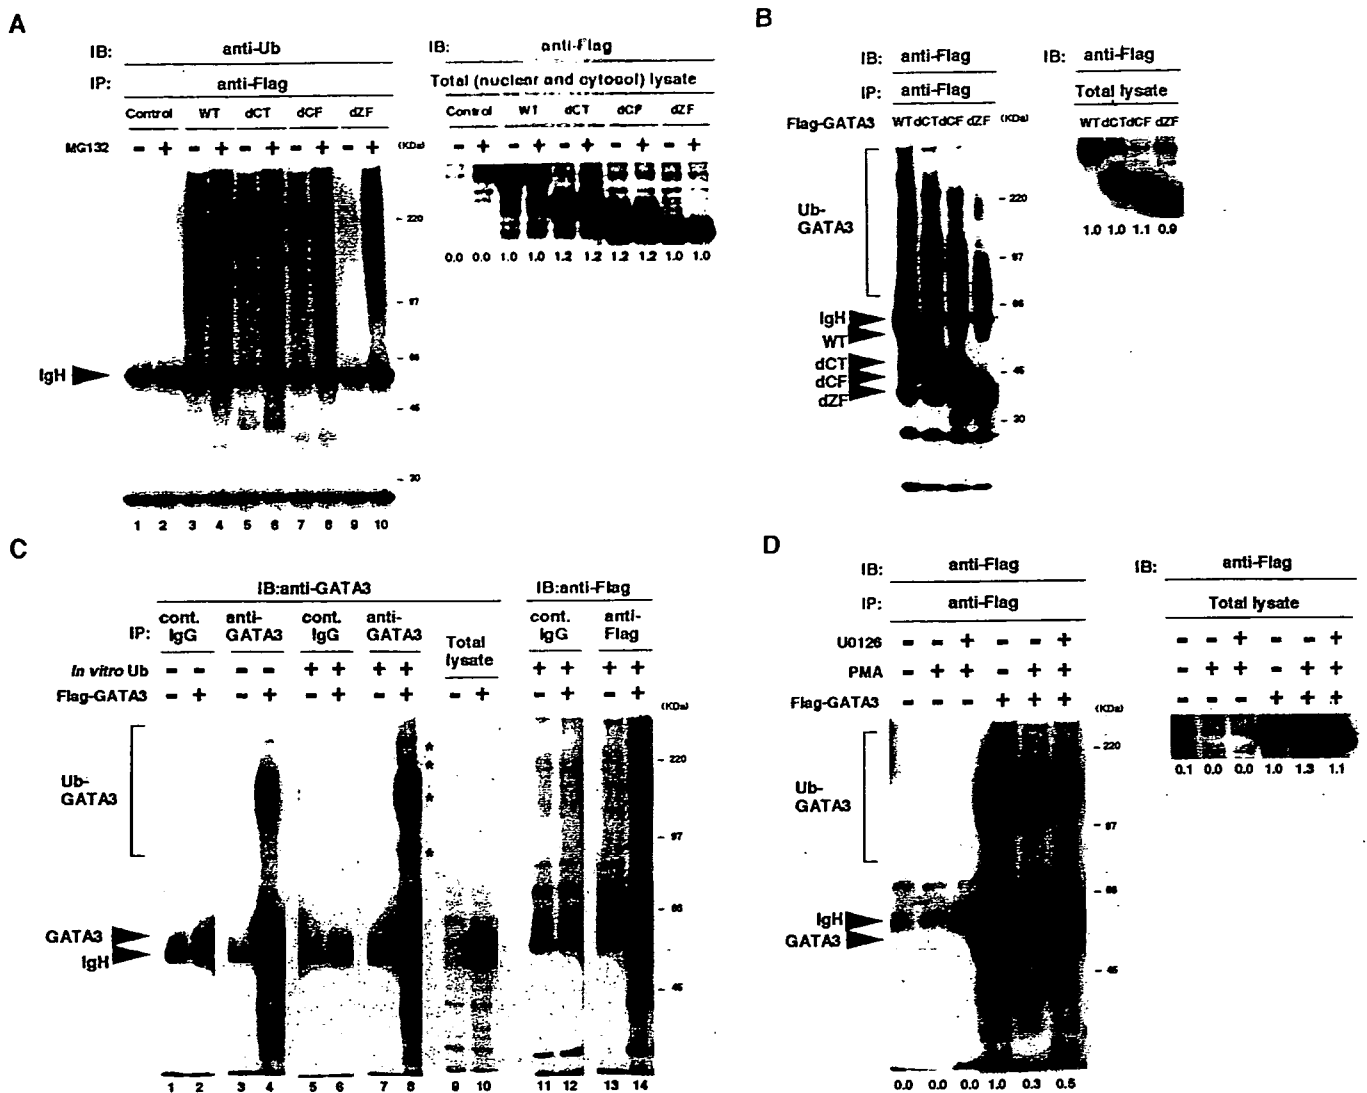 A
IB: anti-Ub
IP: anti-Flag
Control WT dCT dCF dZF
MG132 - + - + - + - + - + (KDa)
220
97
66
IgH
45
30
1 2 3 4 5 6 7 8 9 10
IB: anti-Flag
Total (nuclear and cytosol) lysate
Control WT dCT dCF dZF
- + - + - + - + - +
0.0 0.0 1.0 1.0 1.2 1.2 1.2 1.2 1.0 1.0
B
IB: anti-Flag
IP: anti-Flag
Flag-GATA3 WT dCT dCF dZF (KDa)
220
Ub-
GATA3
97
66
IgH
WT
dCT
45
dCF
dZF
30
IB: anti-Flag
Total lysate
WT dCT dCF dZF
1.0 1.0 1.1 0.9
C
IB:anti-GATA3 IB:anti-Flag
cont. anti- cont. anti- cont. anti-
IP: IgG GATA3 IgG GATA3 Total IgG Flag
lysate
In vitro Ub - - - - + + + + + + + +
Flag-GATA3 - + - + - + - + - + - + - +
(KDa)
*
*
220
Ub-
GATA3
*
97
*
66
GATA3
IgH
45
1 2 3 4 5 6 7 8 9 10 11 12 13 14
D
IB: anti-Flag
IP: anti-Flag
U0126 - - + - - +
PMA - + + - + +
Flag-GATA3 - - - + + + (KDa)
220
Ub-
GATA3
97
66
IgH
GATA3
45
0.0 0.0 0.0 1.0 0.3 0.5
IB: anti-Flag
Total lysate
- - + - - +
- + + - + +
- - - + + +
0.1 0.0 0.0 1.0 1.3 1.1